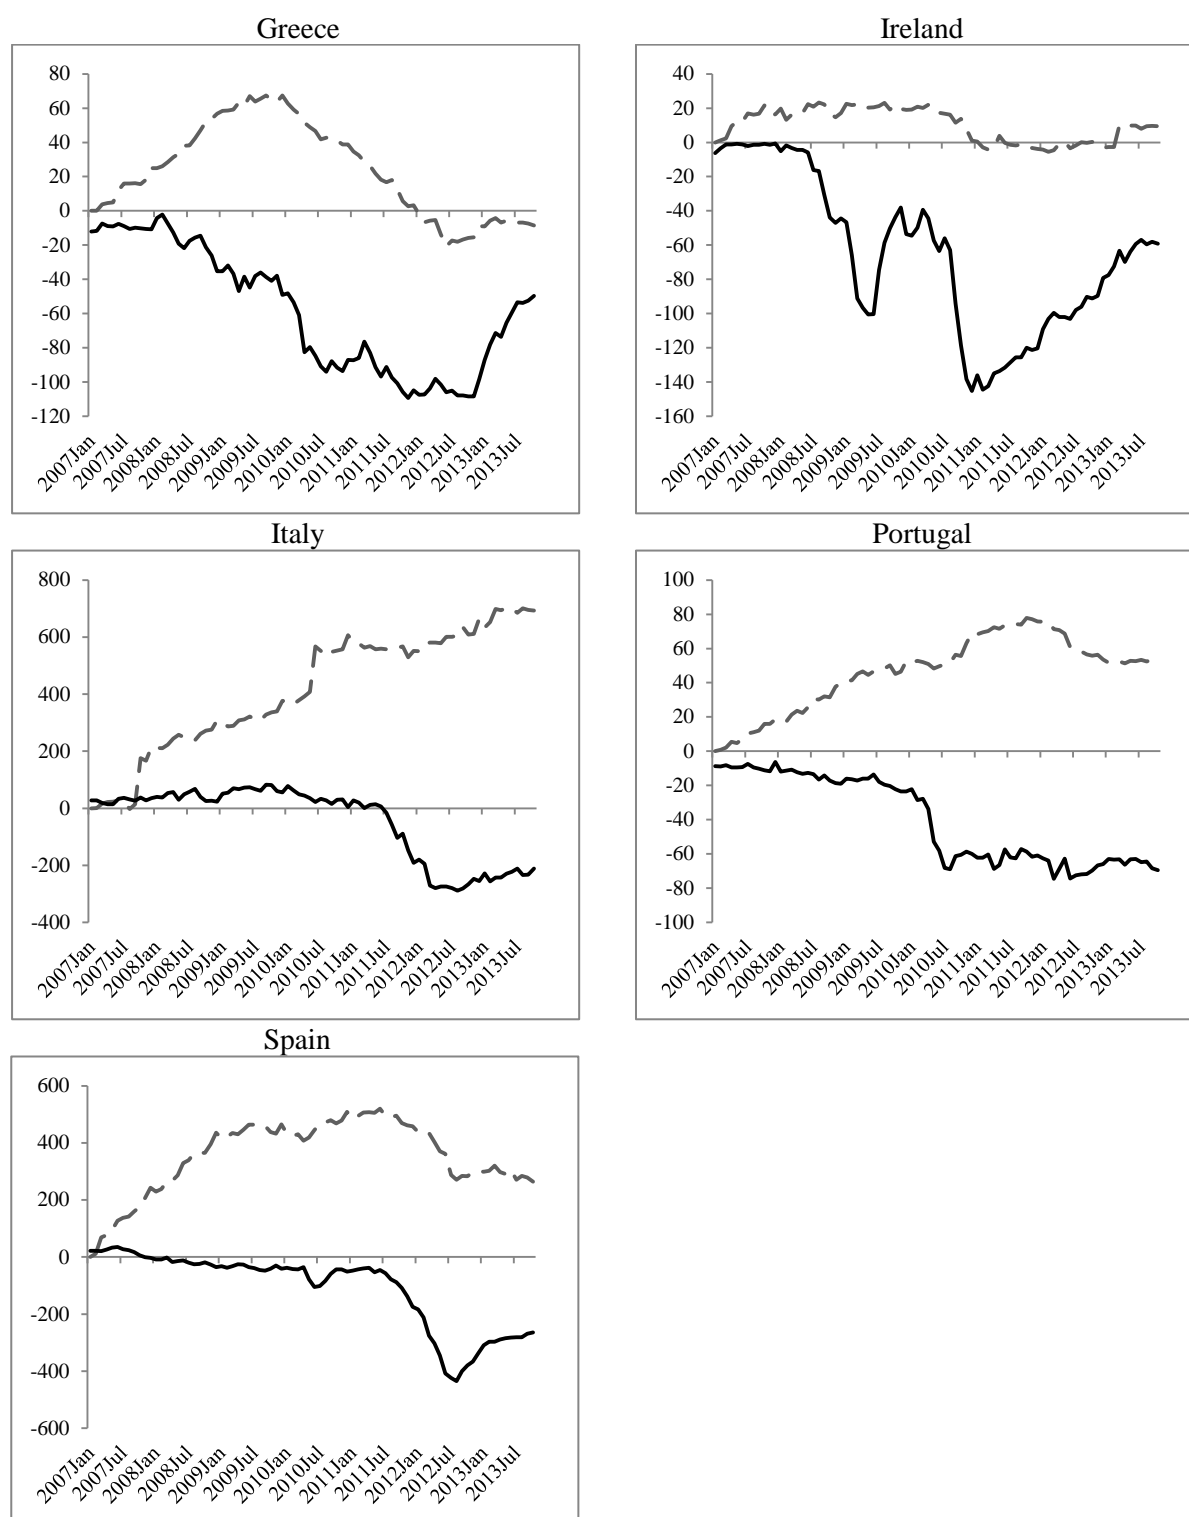 Greece
80
60
40
20
0
-20
-40
-60
-80
-100
-120
2007Jan
2007Jul
2008Jan
2008Jul
2009Jan
2009Jul
2010Jan
2010Jul
2011Jan
2011Jul
2012Jan
2012Jul
2013Jan
2013Jul
Ireland
40
20
0
-20
-40
-60
-80
-100
-120
-140
-160
2007Jan
2007Jul
2008Jan
2008Jul
2009Jan
2009Jul
2010Jan
2010Jul
2011Jan
2011Jul
2012Jan
2012Jul
2013Jan
2013Jul
Italy
800
600
400
200
0
-200
-400
2007Jan
2007Jul
2008Jan
2008Jul
2009Jan
2009Jul
2010Jan
2010Jul
2011Jan
2011Jul
2012Jan
2012Jul
2013Jan
2013Jul
Portugal
100
80
60
40
20
0
-20
-40
-60
-80
-100
2007Jan
2007Jul
2008Jan
2008Jul
2009Jan
2009Jul
2010Jan
2010Jul
2011Jan
2011Jul
2012Jan
2012Jul
2013Jan
2013Jul
Spain
600
400
200
0
-200
-400
-600
2007Jan
2007Jul
2008Jan
2008Jul
2009Jan
2009Jul
2010Jan
2010Jul
2011Jan
2011Jul
2012Jan
2012Jul
2013Jan
2013Jul